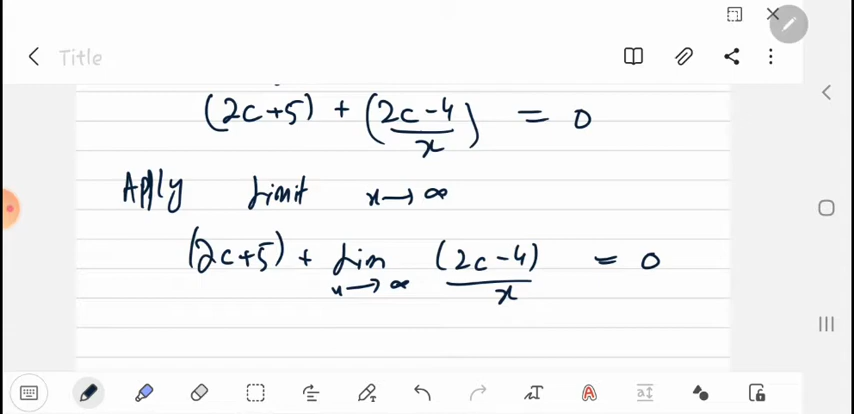 Title
(2c+5) + (2c-4/x) = 0
Apply Limit x→∞
(2c+5) + Lim x→∞ (2c-4)/x = 0